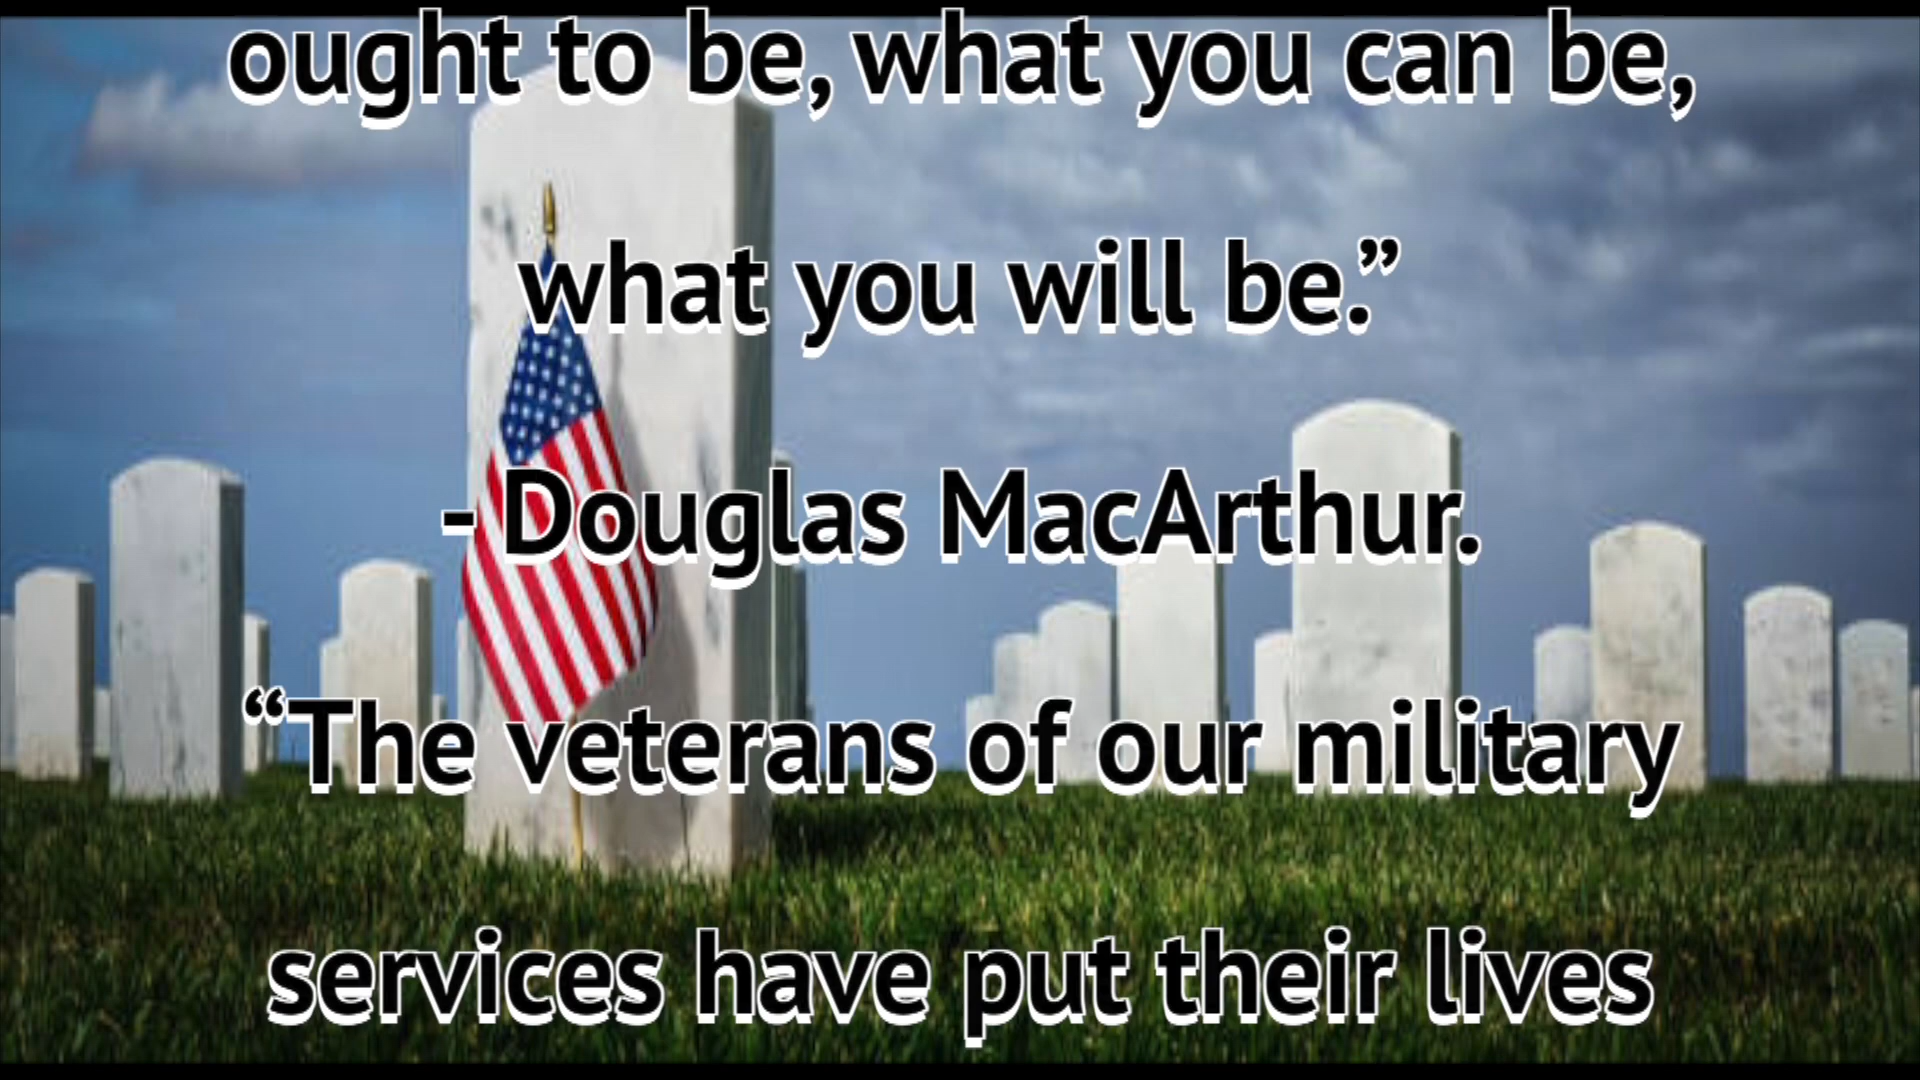 ought to be, what you can be,
what you will be.”
- Douglas MacArthur.
“The veterans of our military
services have put their lives